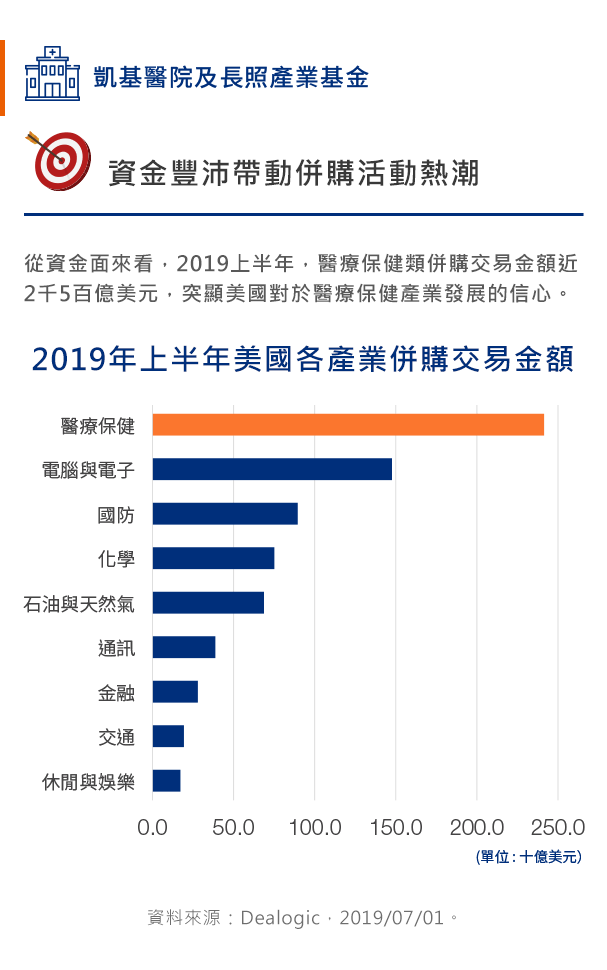 凱基醫院及長照產業基金
資金豐沛帶動併購活動熱潮
從資金面來看，2019上半年，醫療保健類併購交易金額近
2千5百億美元，突顯美國對於醫療保健產業發展的信心。
2019年上半年美國各產業併購交易金額
醫療保健
電腦與電子
國防
化學
石油與天然氣
通訊
金融
交通
休閒與娛樂
0.0 50.0 100.0 150.0 200.0 250.0
(單位：十億美元)
資料來源：Dealogic，2019/07/01。